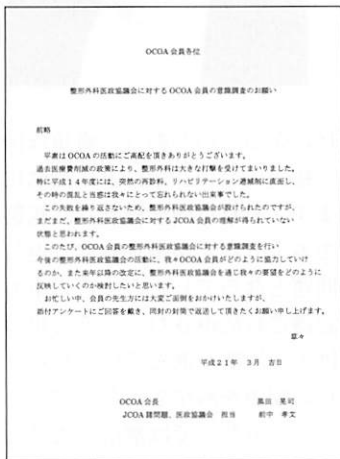 OCOA 会員各位
整形外科医政協議会に対する OCOA 会員の意識調査のお願い
前略
平素は OCOA の活動にご高配を頂きありがとうございます。
過去医療費削減の政策により、整形外科は大きな打撃を受けてまいりました。
特に平成14年度には、突然の再診料、リハビリテーション逓減制に直面し、
その時の混乱と当惑は我々にとって忘れられない出来事でした。
この失敗を繰り返さないため、整形外科医政協議会が設けられたのですが、
まだまだ、整形外科医政協議会に対する JCOA 会員の理解が得られていない
状態と思われます。
このたび、OCOA 会員の整形外科医政協議会に対する意識調査を行い
今後の整形外科医政協議会の活動に、我々OCOA 会員がどのように協力していけ
るのか、また来年以降の改定に、整形外科医政協議会を通じ我々の要望をどのように
反映していくのか検討したいと思います。
お忙しい中、会員の先生方には大変ご面倒をおかけいたしますが、
添付アンケートにご回答を戴き、同封の封筒で返送して頂きたくお願い申し上げます。
草々
平成21年 3月 吉日
OCOA 会長 黒田 晃司
JCOA 諸問題、医政協議会 担当 前中 孝文